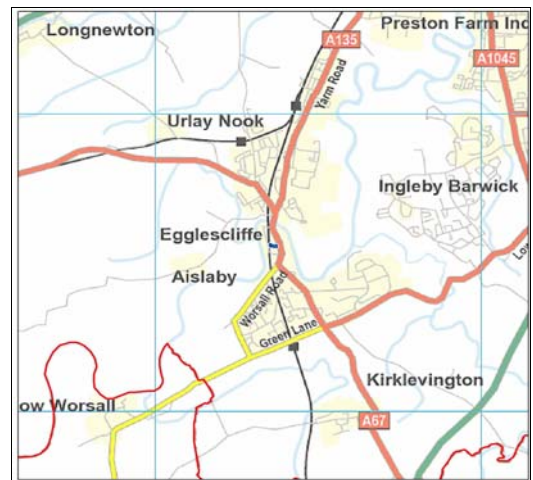 Longnewton
Preston Farm Ind
A135
A1045
Yarm Road
Urlay Nook
Ingleby Barwick
Egglescliffe
Aislaby
Worsall Road
Green Lane
Kirklevington
ow Worsall
A67